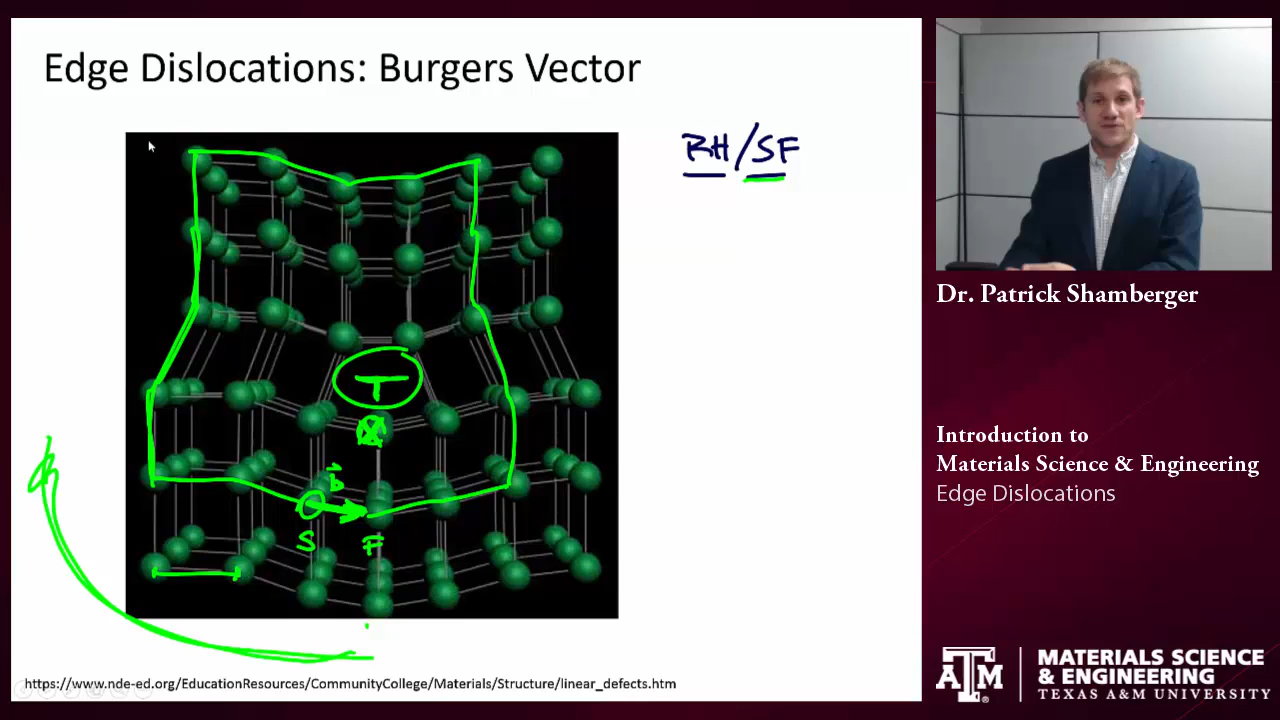 Edge Dislocations: Burgers Vector
RH/SF
T
b
S F
https://www.nde-ed.org/EducationResources/CommunityCollege/Materials/Structure/linear_defects.htm
Dr. Patrick Shamberger
Introduction to
Materials Science & Engineering
Edge Dislocations
ATM
MATERIALS SCIENCE
& ENGINEERING
TEXAS A&M UNIVERSITY